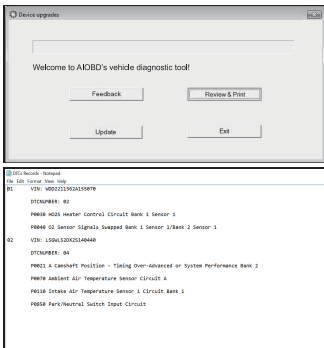 Device upgrades
Welcome to AIOBD's vehicle diagnostic tool!
Feedback
Review & Print
Update
Exit
DTCs Records - Notepad
File Edit Format View Help
01 VIN: WDD2211562A155070
DTCNUMBER: 02
P0030 HO2S Heater Control Circuit Bank 1 Sensor 1
P0040 O2 Sensor Signals Swapped Bank 1 Sensor 1/Bank 2 Sensor 1
02 VIN: LSGWL52DX2S140440
DTCNUMBER: 04
P0021 A Camshaft Position - Timing Over-Advanced or System Performance Bank 2
P0070 Ambient Air Temperature Sensor Circuit A
P0110 Intake Air Temperature Sensor 1 Circuit Bank 1
P0850 Park/Neutral Switch Input Circuit